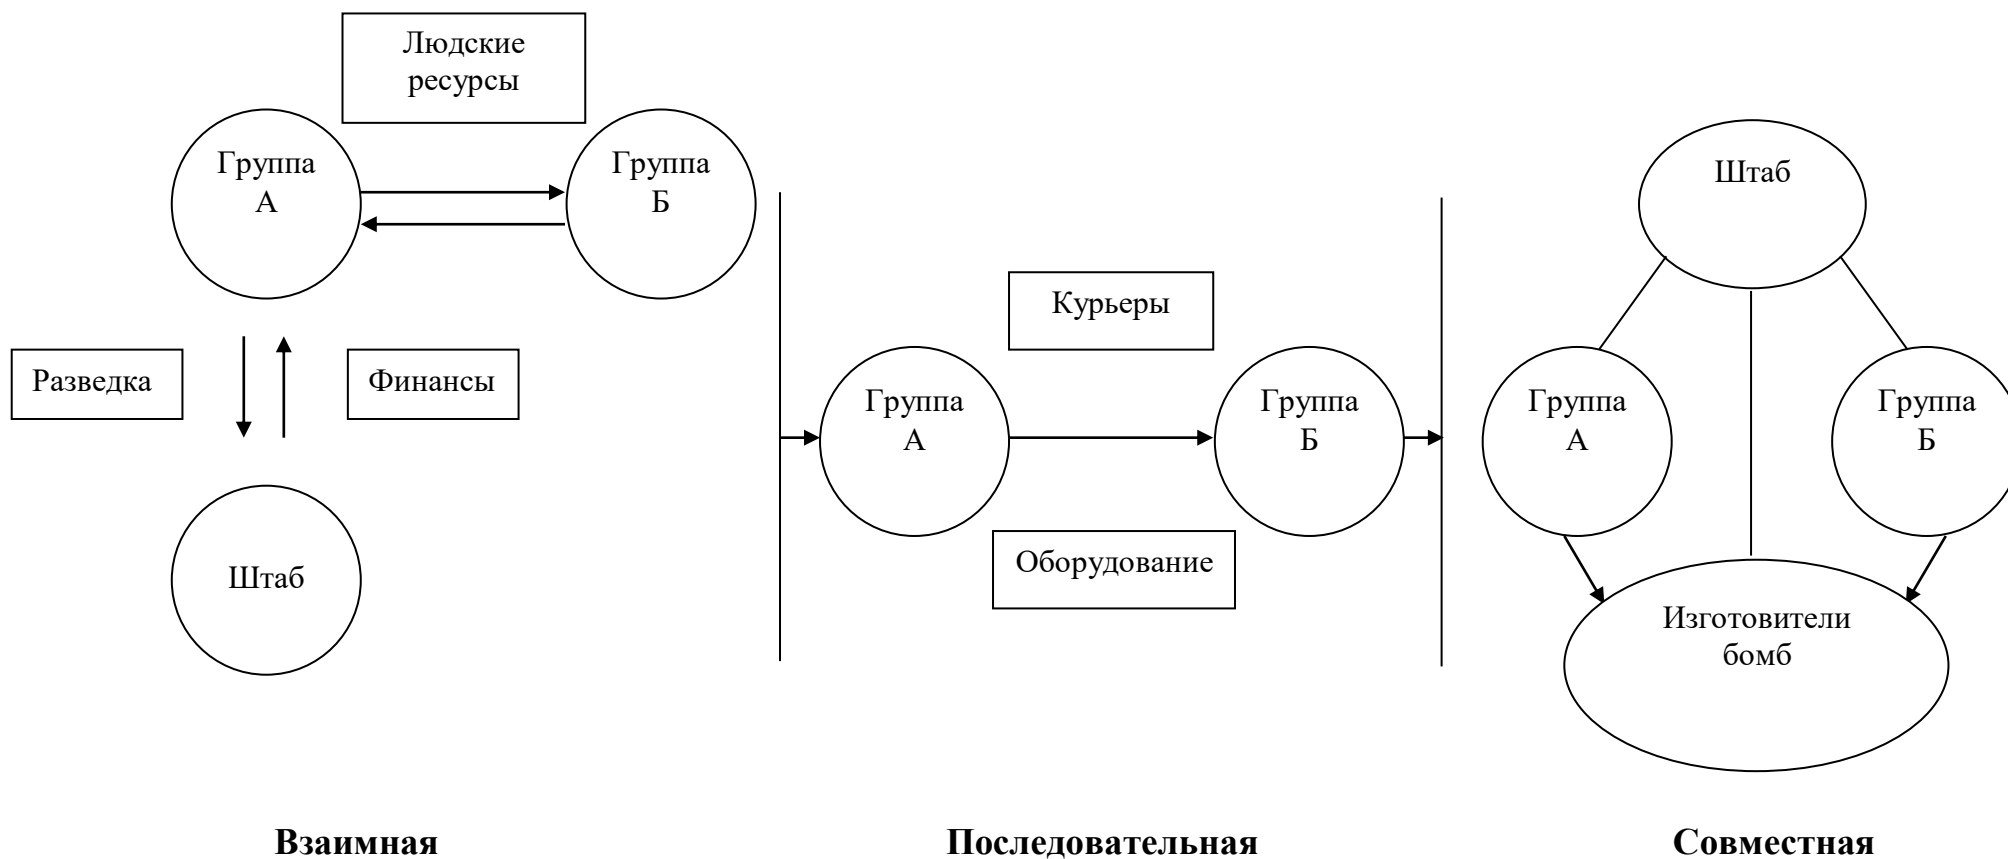 Людские
ресурсы
Группа
А
Группа
Б
Разведка
Финансы
Штаб
Взаимная
Курьеры
Группа
А
Группа
Б
Оборудование
Последовательная
Штаб
Группа
А
Группа
Б
Изготовители
бомб
Совместная